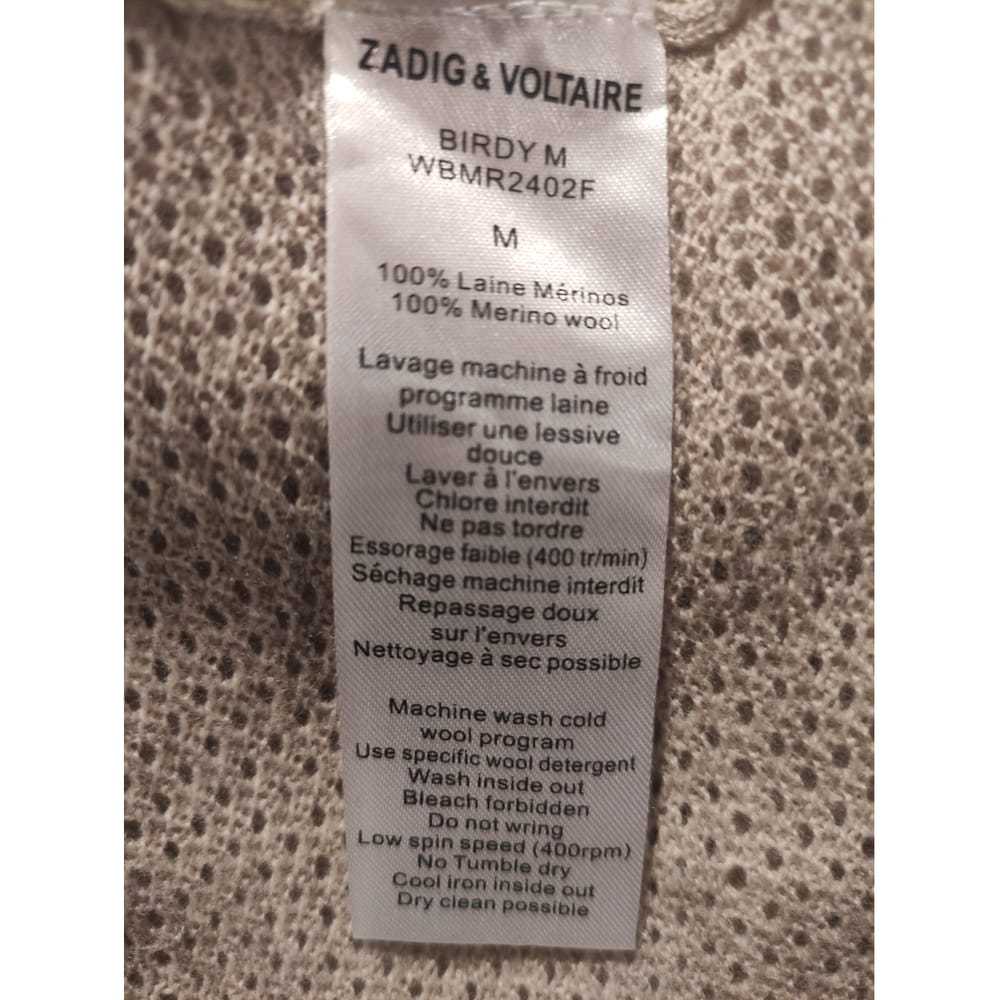 ZADIG & VOLTAIRE
BIRDY M
WBMR2402F
M
100% Laine Mérinos
100% Merino wool
Lavage machine à froid
programme laine
Utiliser une lessive
douce
Laver à l'envers
Chlore interdit
Ne pas tordre
Essorage faible (400 tr/min)
Séchage machine interdit
Repassage doux
sur l'envers
Nettoyage à sec possible
Machine wash cold
wool program
Use specific wool detergent
Wash inside out
Bleach forbidden
Do not wring
Low spin speed (400rpm)
No Tumble dry
Cool iron inside out
Dry clean possible